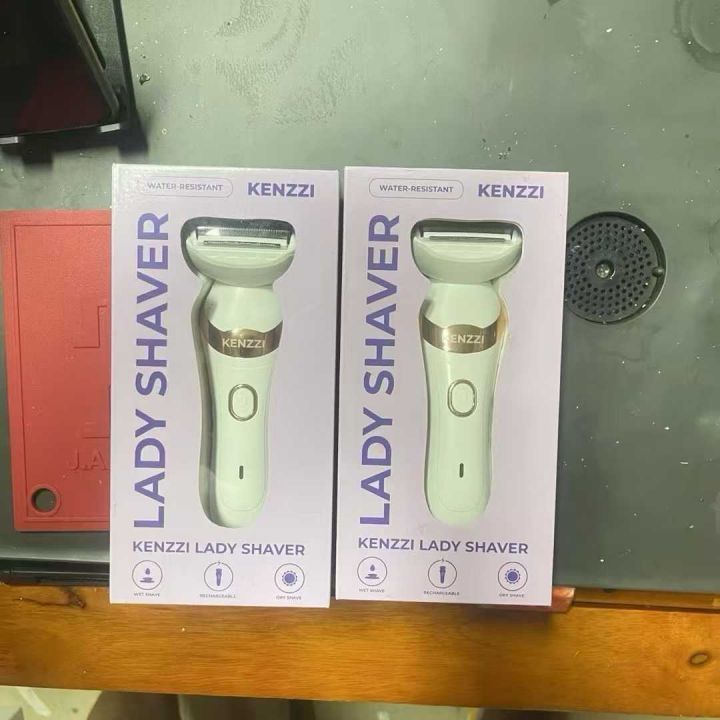 WATER-RESISTANT
KENZZI
LADY SHAVER
KENZZI
KENZZI LADY SHAVER
WET SHAVE
RECHARGEABLE
DRY SHAVE
WATER-RESISTANT
KENZZI
LADY SHAVER
KENZZI
KENZZI LADY SHAVER
WET SHAVE
RECHARGEABLE
DRY SHAVE
J.A